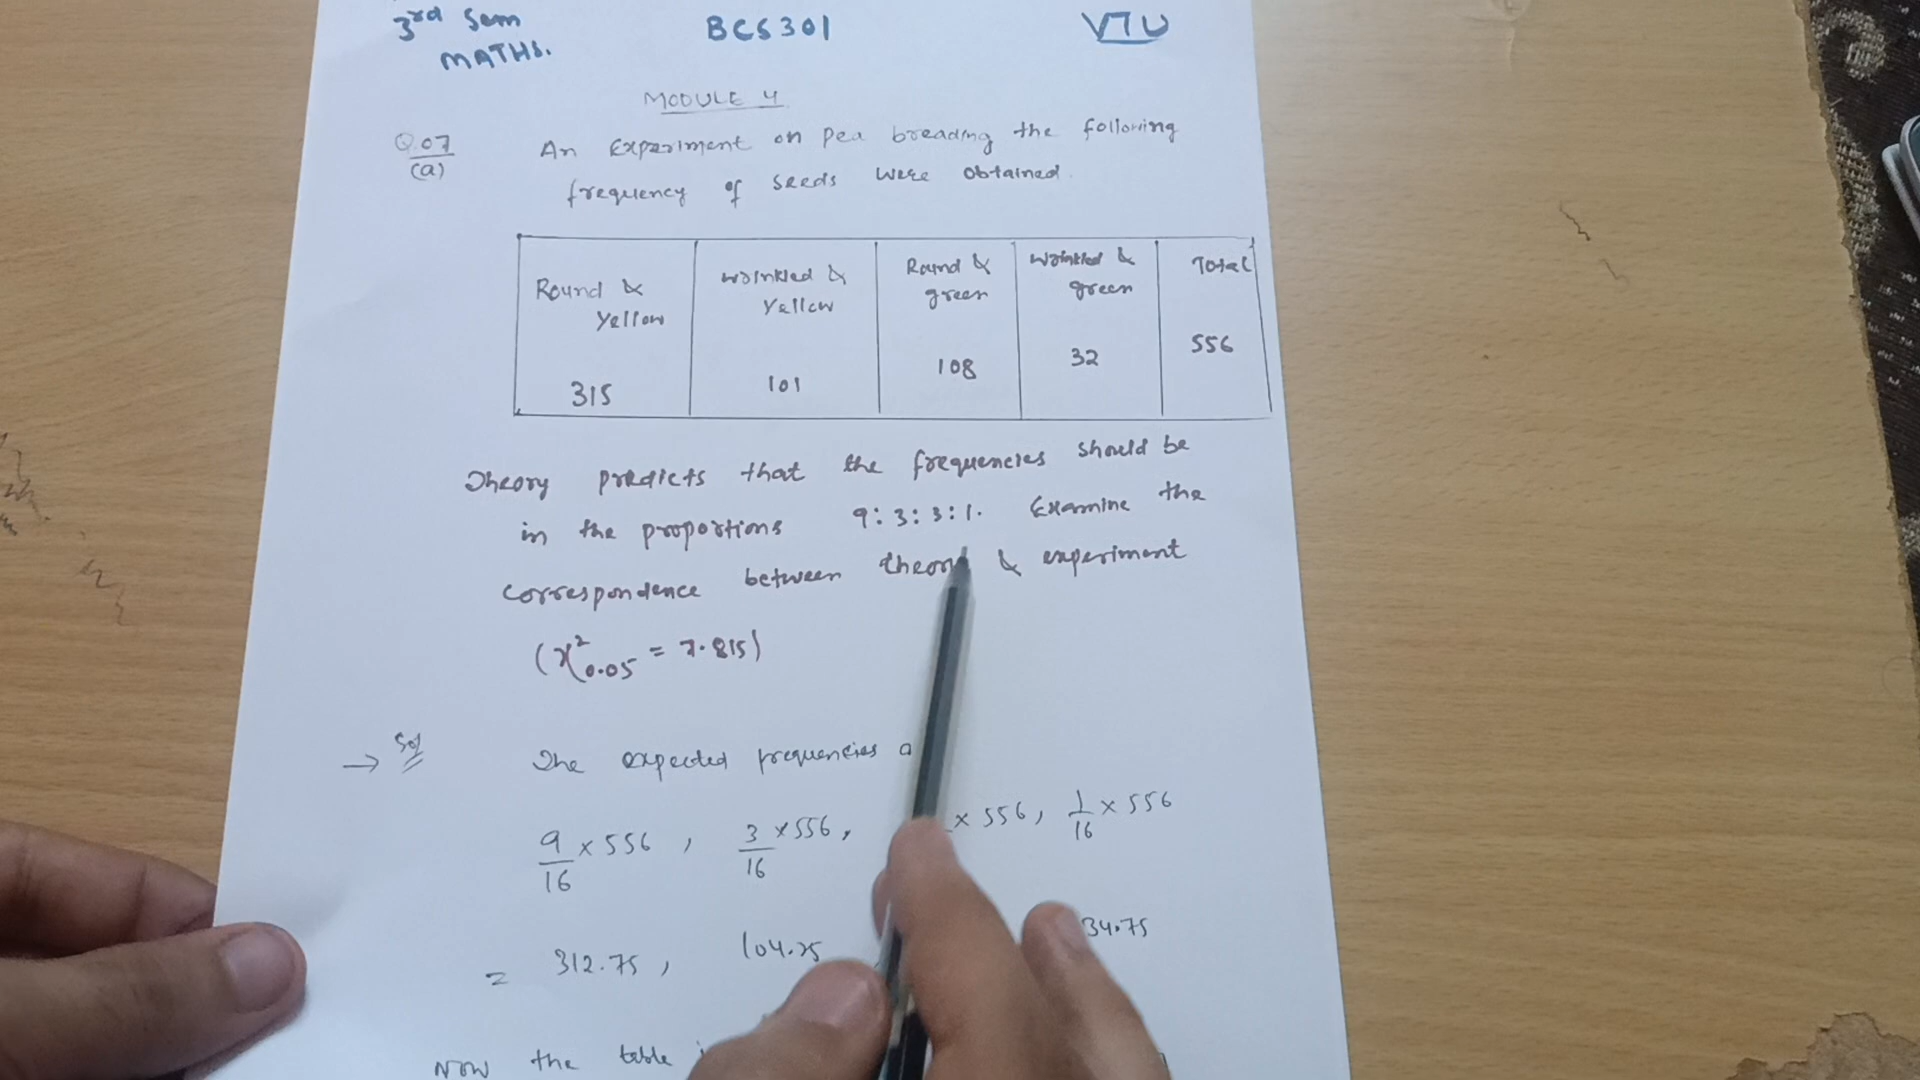 3rd Sem BCS301 VTU
MATHS.
MODULE 4
Q.07 An Experiment on pea breading the following
(a) frequency of seeds were obtained.
Round & wrinkled & Round & wrinkled & Total
Yellow Yellow green green
315 101 108 32 556
Theory predicts that the frequencies should be
in the proportions 9:3:3:1. Examine the
correspondence between theory & experiment
(χ²0.05 = 7.815)
→ Sol The expected frequencies a
9/16 × 556 , 3/16 × 556 , × 556 , 1/16 × 556
= 312.75 , 104.25 34.75
Now the table